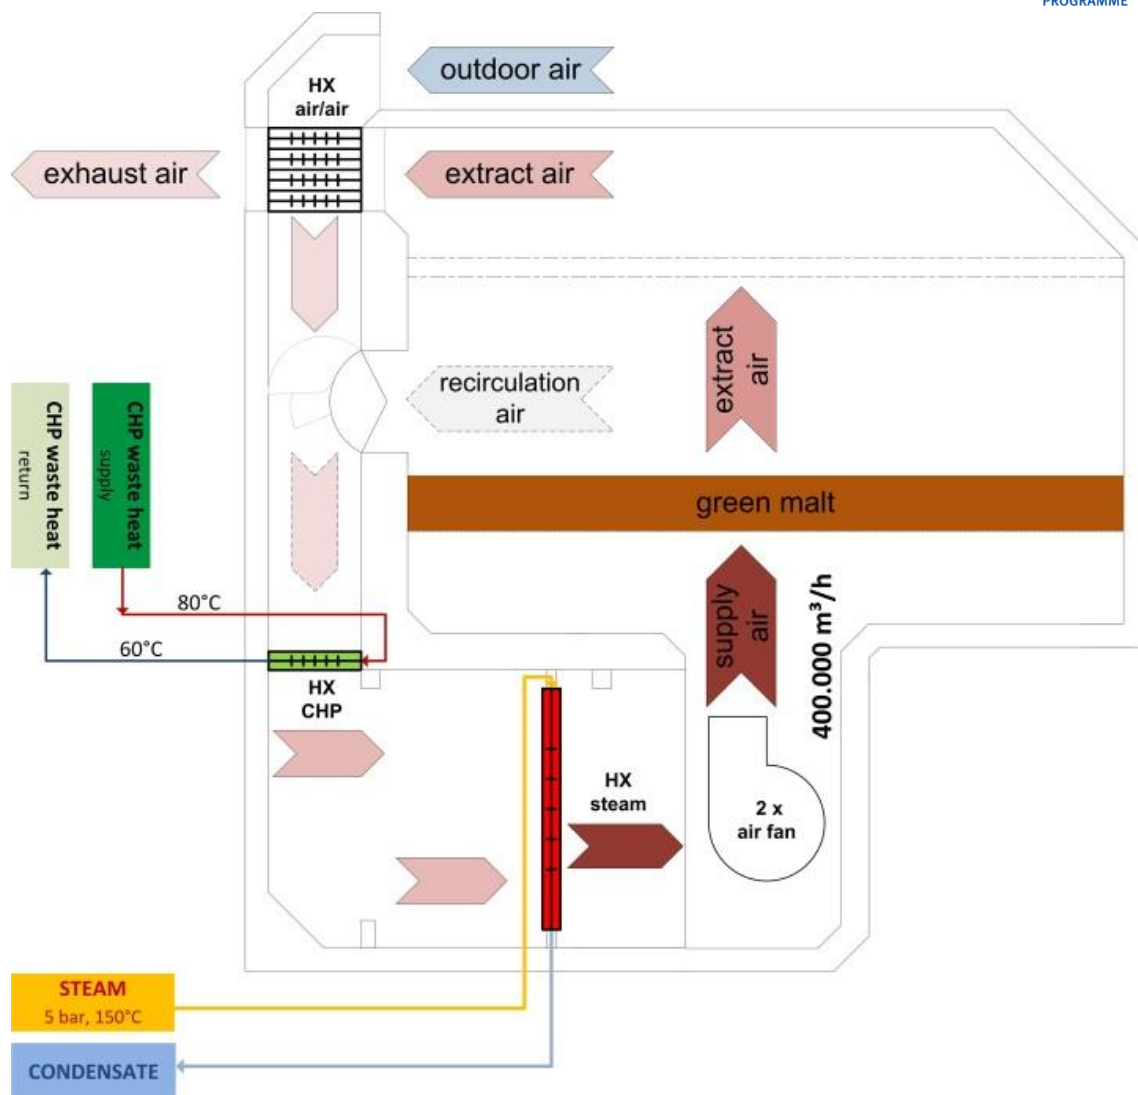 PROGRAMME
outdoor air
HX
air/air
exhaust air
extract air
recirculation
air
extract
air
CHP waste heat
return
CHP waste heat
supply
green malt
80°C
60°C
supply
air
400.000 m³/h
HX
CHP
HX
steam
2 x
air fan
STEAM
5 bar, 150°C
CONDENSATE